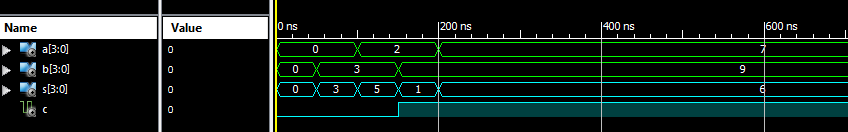 Name Value 0 ns 200 ns 400 ns 600 ns
a[3:0] 0 0 2 7
b[3:0] 0 0 3 9
s[3:0] 0 0 3 5 1 6
c 0